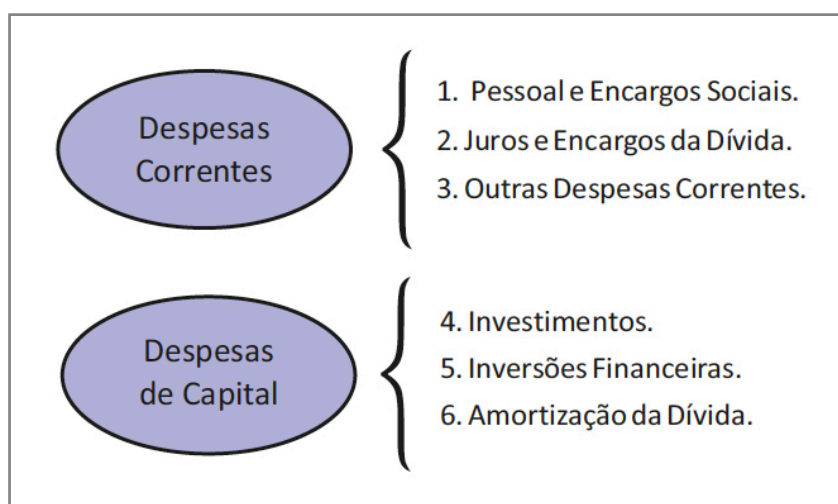 Despesas
Correntes
1. Pessoal e Encargos Sociais.
2. Juros e Encargos da Dívida.
3. Outras Despesas Correntes.
Despesas
de Capital
4. Investimentos.
5. Inversões Financeiras.
6. Amortização da Dívida.